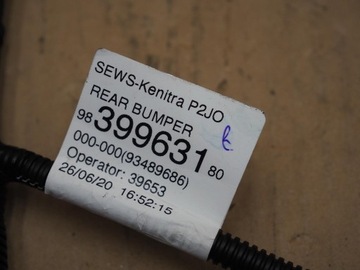 SEWS-Kenitra P2JO
REAR BUMPER
98 399631 80
000-000(93489686)
Operator: 39653
26/06/20 16:52:15